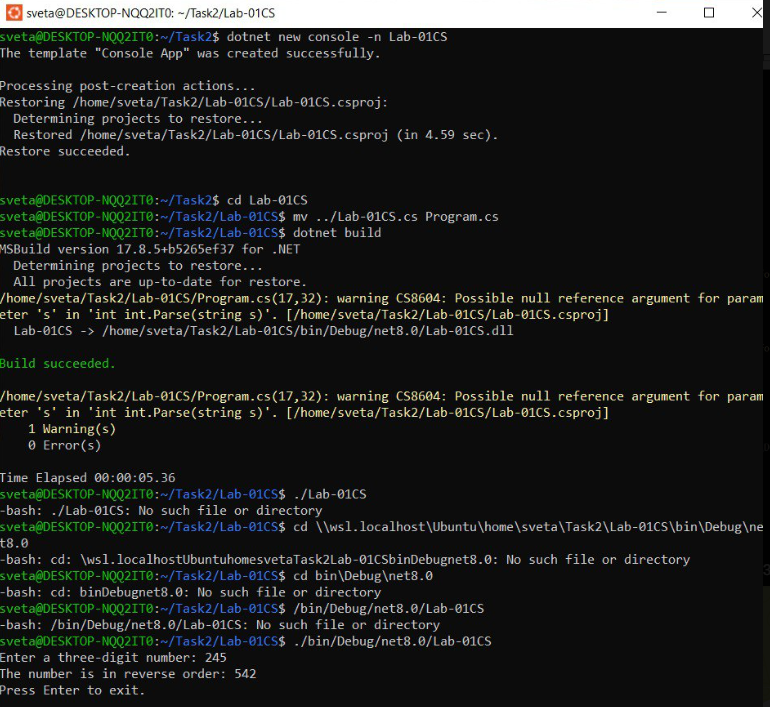 sveta@DESKTOP-NQQ2IT0: ~/Task2/Lab-01CS
sveta@DESKTOP-NQQ2IT0:~/Task2$ dotnet new console -n Lab-01CS
The template "Console App" was created successfully.
Processing post-creation actions...
Restoring /home/sveta/Task2/Lab-01CS/Lab-01CS.csproj:
  Determining projects to restore...
  Restored /home/sveta/Task2/Lab-01CS/Lab-01CS.csproj (in 4.59 sec).
Restore succeeded.
sveta@DESKTOP-NQQ2IT0:~/Task2$ cd Lab-01CS
sveta@DESKTOP-NQQ2IT0:~/Task2/Lab-01CS$ mv ../Lab-01CS.cs Program.cs
sveta@DESKTOP-NQQ2IT0:~/Task2/Lab-01CS$ dotnet build
MSBuild version 17.8.5+b5265ef37 for .NET
  Determining projects to restore...
  All projects are up-to-date for restore.
/home/sveta/Task2/Lab-01CS/Program.cs(17,32): warning CS8604: Possible null reference argument for param
eter 's' in 'int int.Parse(string s)'. [/home/sveta/Task2/Lab-01CS/Lab-01CS.csproj]
  Lab-01CS -> /home/sveta/Task2/Lab-01CS/bin/Debug/net8.0/Lab-01CS.dll
Build succeeded.
/home/sveta/Task2/Lab-01CS/Program.cs(17,32): warning CS8604: Possible null reference argument for param
eter 's' in 'int int.Parse(string s)'. [/home/sveta/Task2/Lab-01CS/Lab-01CS.csproj]
    1 Warning(s)
    0 Error(s)
Time Elapsed 00:00:05.36
sveta@DESKTOP-NQQ2IT0:~/Task2/Lab-01CS$ ./Lab-01CS
-bash: ./Lab-01CS: No such file or directory
sveta@DESKTOP-NQQ2IT0:~/Task2/Lab-01CS$ cd \\wsl.localhost\Ubuntu\home\sveta\Task2\Lab-01CS\bin\Debug\ne
t8.0
-bash: cd: \wsl.localhostUbuntuhomesvetaTask2Lab-01CSbinDebugnet8.0: No such file or directory
sveta@DESKTOP-NQQ2IT0:~/Task2/Lab-01CS$ cd bin\Debug\net8.0
-bash: cd: binDebugnet8.0: No such file or directory
sveta@DESKTOP-NQQ2IT0:~/Task2/Lab-01CS$ /bin/Debug/net8.0/Lab-01CS
-bash: /bin/Debug/net8.0/Lab-01CS: No such file or directory
sveta@DESKTOP-NQQ2IT0:~/Task2/Lab-01CS$ ./bin/Debug/net8.0/Lab-01CS
Enter a three-digit number: 245
The number is in reverse order: 542
Press Enter to exit.